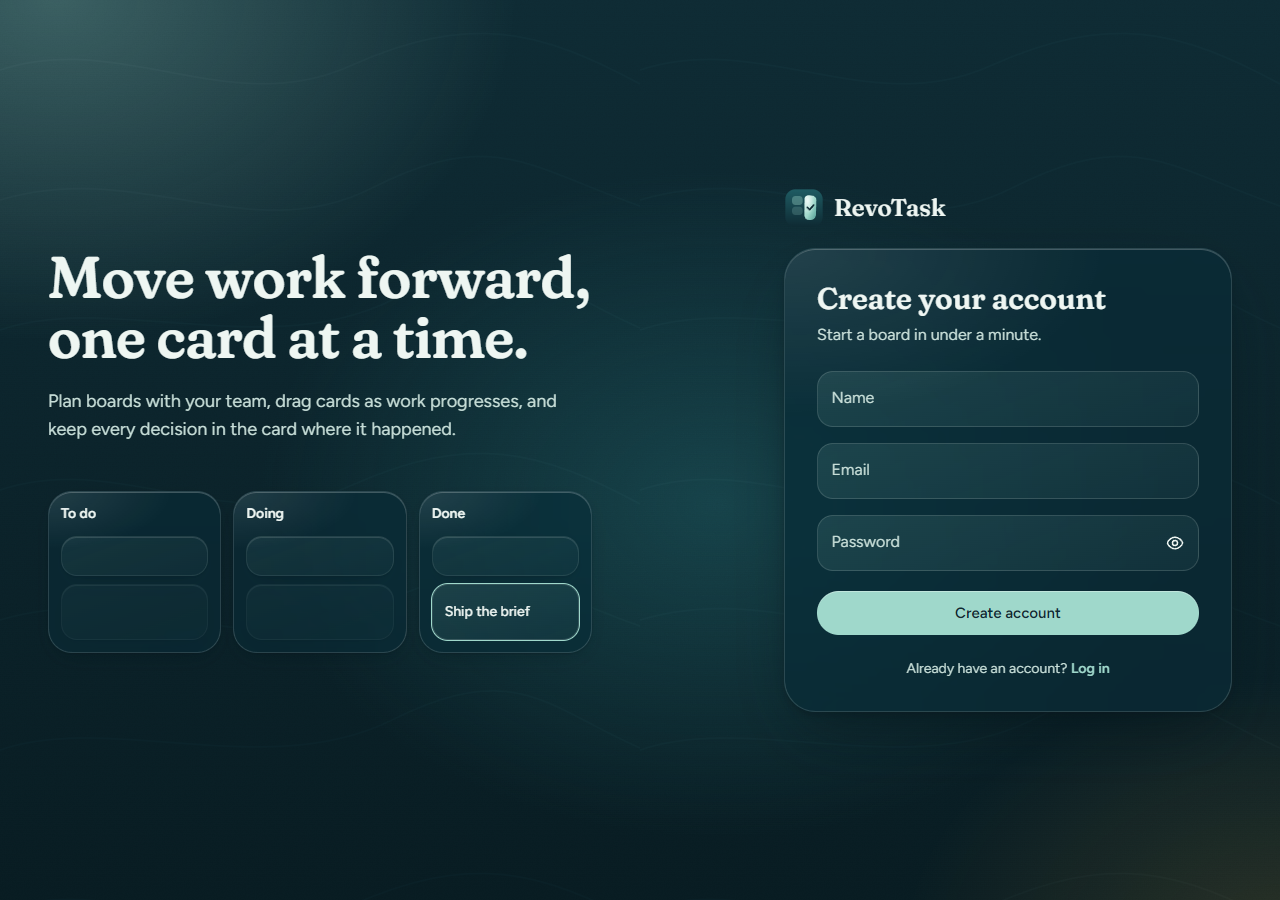 RevoTask
Move work forward,
one card at a time.
Plan boards with your team, drag cards as work progresses, and
keep every decision in the card where it happened.
To do
Doing
Done
Ship the brief
Create your account
Start a board in under a minute.
Name
Email
Password
Create account
Already have an account? Log in